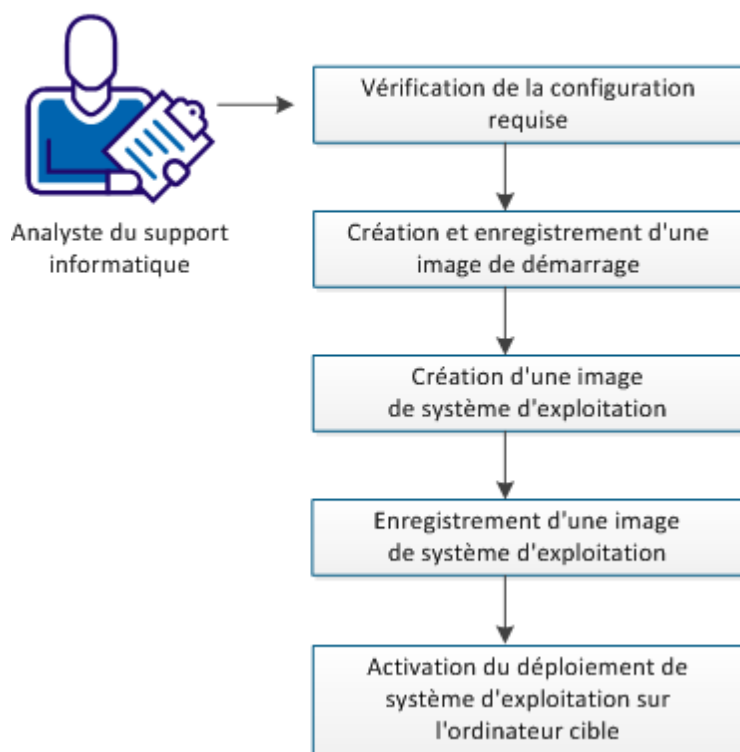 Analyste du support
informatique
Vérification de la configuration
requise
Création et enregistrement d'une
image de démarrage
Création d'une image
de système d'exploitation
Enregistrement d'une image
de système d'exploitation
Activation du déploiement de
système d'exploitation sur
l'ordinateur cible